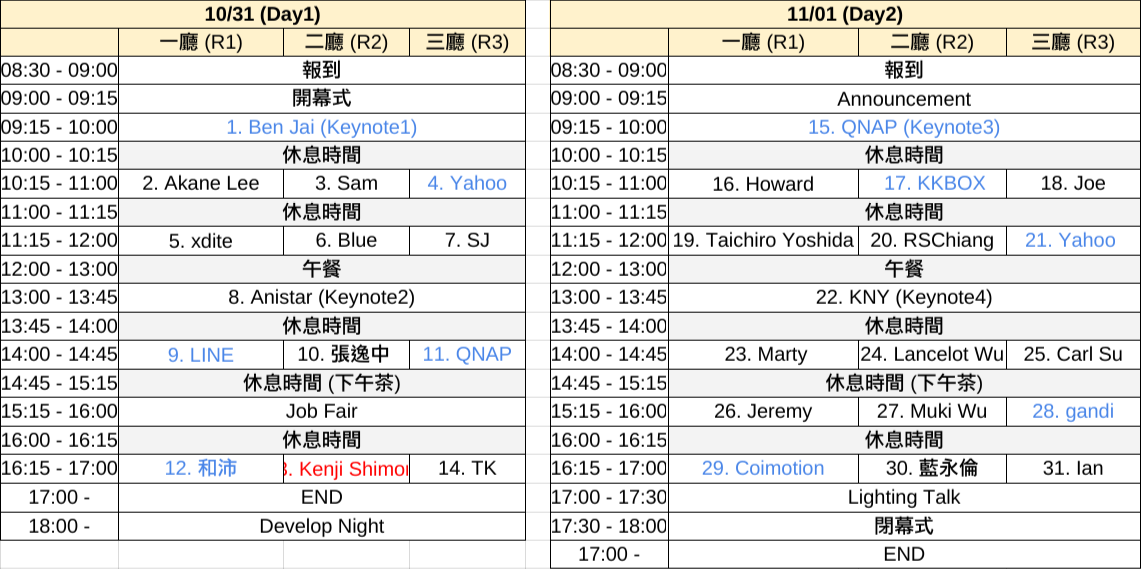 10/31 (Day1)
一廳 (R1) 二廳 (R2) 三廳 (R3)
08:30 - 09:00 報到
09:00 - 09:15 開幕式
09:15 - 10:00 1. Ben Jai (Keynote1)
10:00 - 10:15 休息時間
10:15 - 11:00 2. Akane Lee 3. Sam 4. Yahoo
11:00 - 11:15 休息時間
11:15 - 12:00 5. xdite 6. Blue 7. SJ
12:00 - 13:00 午餐
13:00 - 13:45 8. Anistar (Keynote2)
13:45 - 14:00 休息時間
14:00 - 14:45 9. LINE 10. 張逸中 11. QNAP
14:45 - 15:15 休息時間 (下午茶)
15:15 - 16:00 Job Fair
16:00 - 16:15 休息時間
16:15 - 17:00 12. 和沛 3. Kenji Shimo 14. TK
17:00 - END
18:00 - Develop Night
11/01 (Day2)
一廳 (R1) 二廳 (R2) 三廳 (R3)
08:30 - 09:00 報到
09:00 - 09:15 Announcement
09:15 - 10:00 15. QNAP (Keynote3)
10:00 - 10:15 休息時間
10:15 - 11:00 16. Howard 17. KKBOX 18. Joe
11:00 - 11:15 休息時間
11:15 - 12:00 19. Taichiro Yoshida 20. RSChiang 21. Yahoo
12:00 - 13:00 午餐
13:00 - 13:45 22. KNY (Keynote4)
13:45 - 14:00 休息時間
14:00 - 14:45 23. Marty 24. Lancelot Wu 25. Carl Su
14:45 - 15:15 休息時間 (下午茶)
15:15 - 16:00 26. Jeremy 27. Muki Wu 28. gandi
16:00 - 16:15 休息時間
16:15 - 17:00 29. Coimotion 30. 藍永倫 31. Ian
17:00 - 17:30 Lighting Talk
17:30 - 18:00 閉幕式
17:00 - END